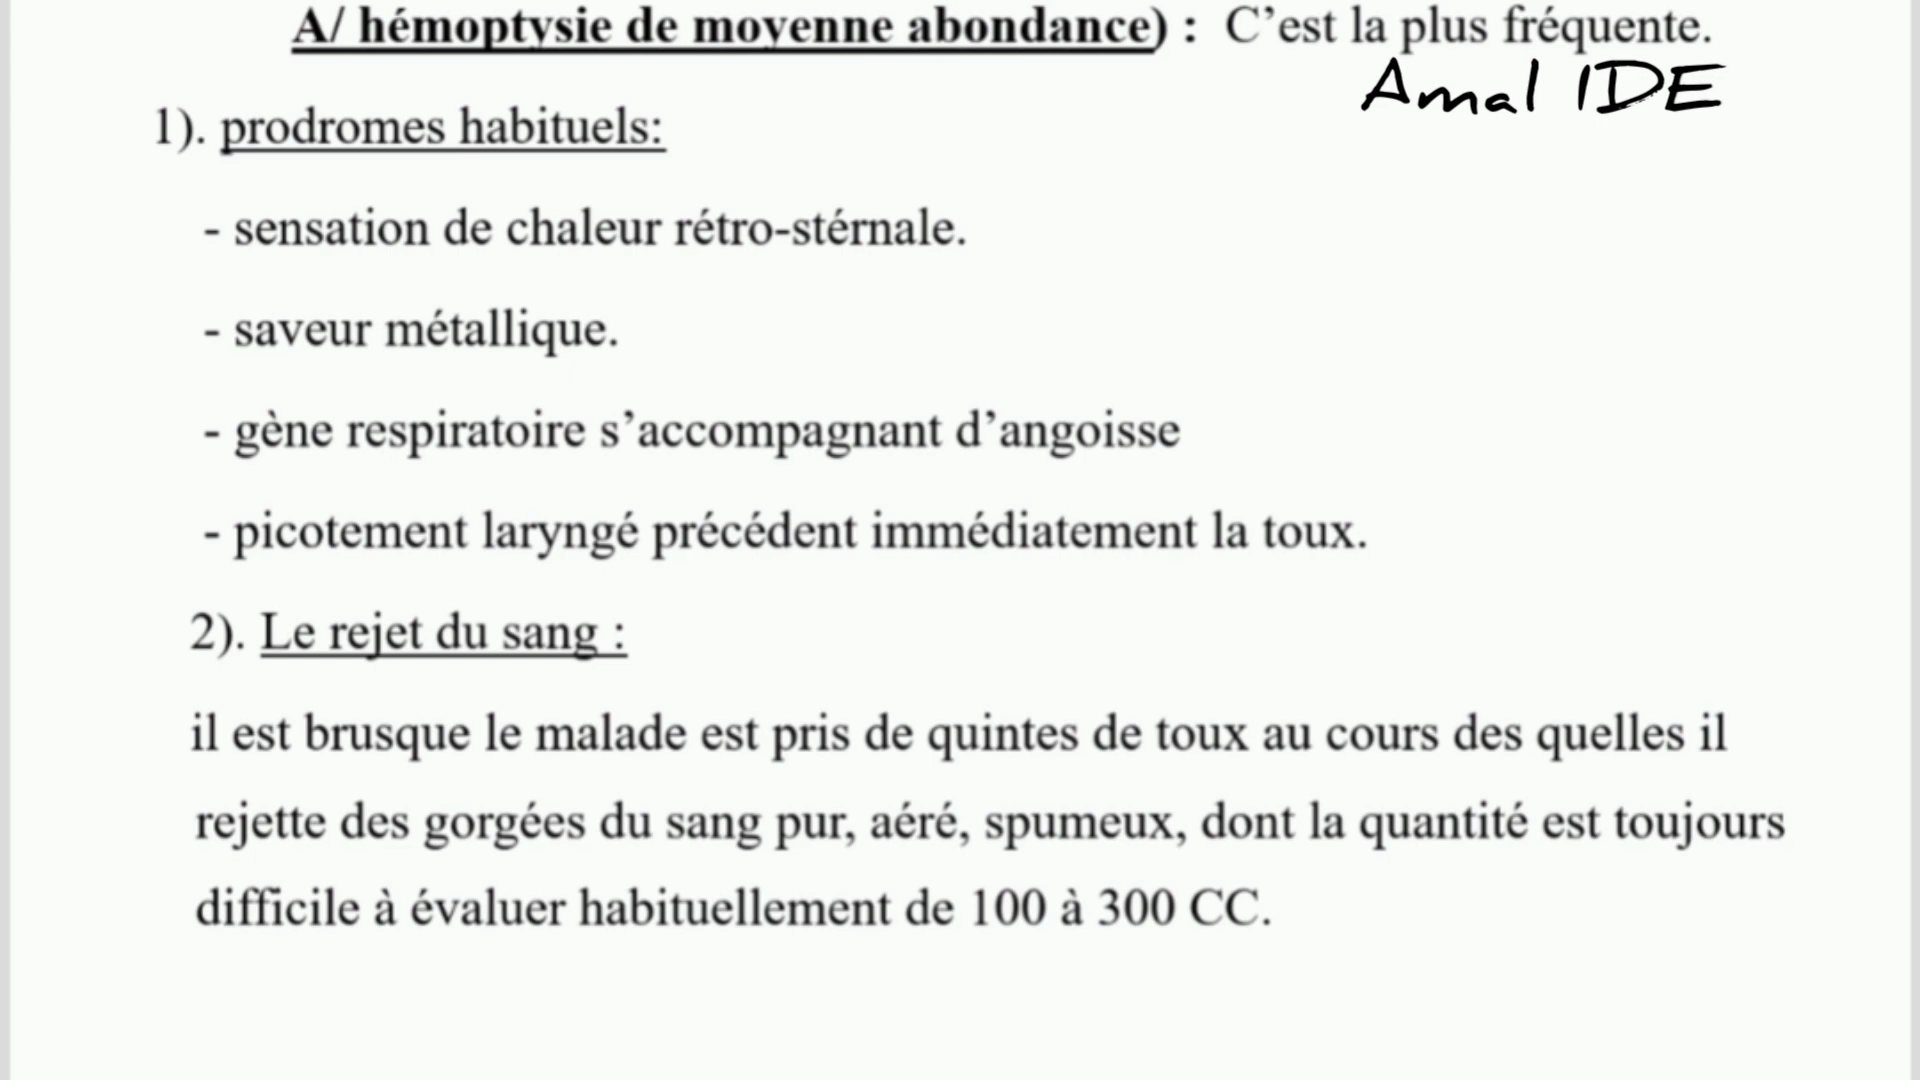 A/ hémoptysie de moyenne abondance) : C’est la plus fréquente.
Amal IDE
1). prodromes habituels:
- sensation de chaleur rétro-stérnale.
- saveur métallique.
- gène respiratoire s’accompagnant d’angoisse
- picotement laryngé précédent immédiatement la toux.
2). Le rejet du sang :
il est brusque le malade est pris de quintes de toux au cours des quelles il
rejette des gorgées du sang pur, aéré, spumeux, dont la quantité est toujours
difficile à évaluer habituellement de 100 à 300 CC.